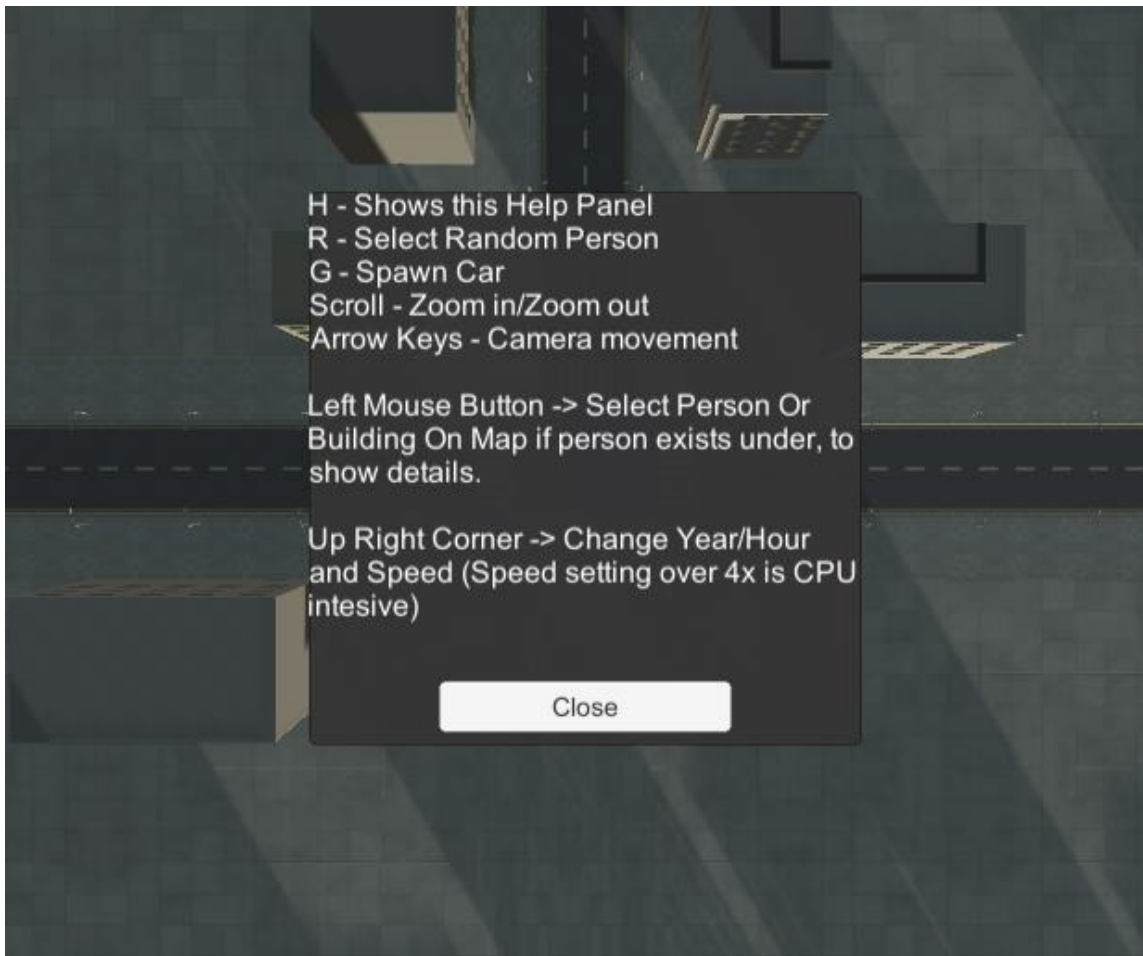 H - Shows this Help Panel
R - Select Random Person
G - Spawn Car
Scroll - Zoom in/Zoom out
Arrow Keys - Camera movement
Left Mouse Button -> Select Person Or
Building On Map if person exists under, to
show details.
Up Right Corner -> Change Year/Hour
and Speed (Speed setting over 4x is CPU
intesive)
Close